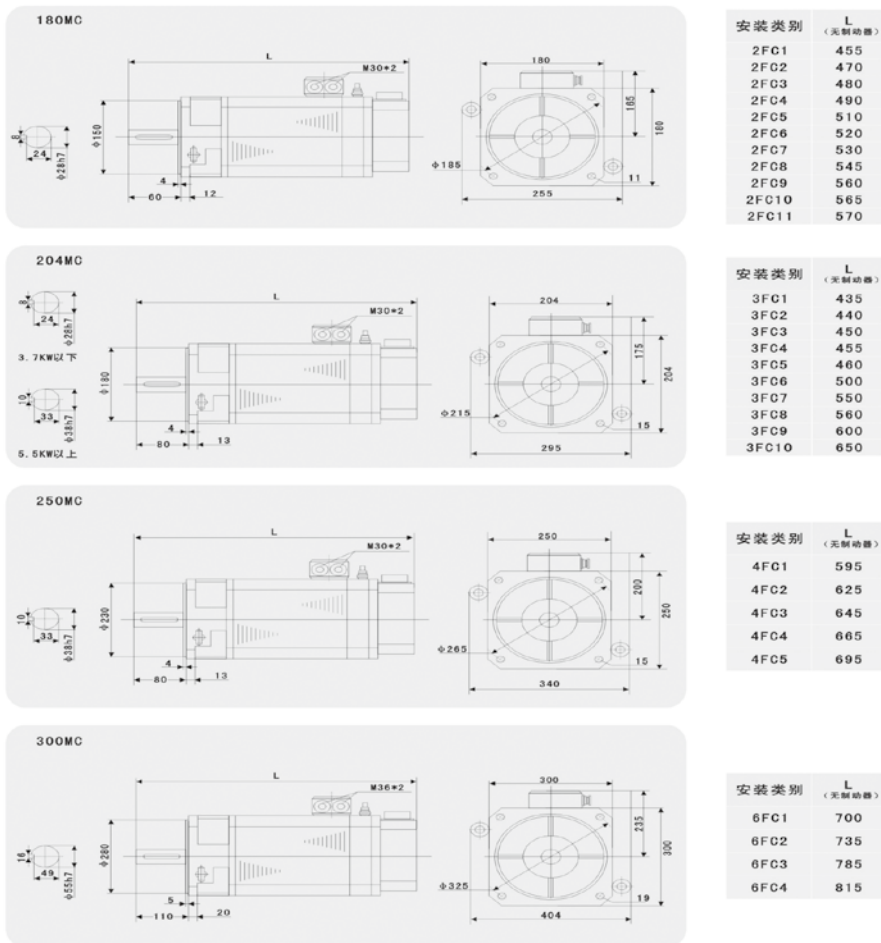 180MC
L
M30*2
8
24
Φ28h7
Φ150
4
60
12
180
165
180
Φ185
11
255
安装类别 L
(无制动器)
2FC1 455
2FC2 470
2FC3 480
2FC4 490
2FC5 510
2FC6 520
2FC7 530
2FC8 545
2FC9 560
2FC10 565
2FC11 570
204MC
L
M30*2
8
24
Φ28h7
3.7KW以下
10
33
Φ38h7
5.5KW以上
Φ180
4
80
13
204
175
204
Φ215
15
295
安装类别 L
(无制动器)
3FC1 435
3FC2 440
3FC3 450
3FC4 455
3FC5 460
3FC6 500
3FC7 550
3FC8 560
3FC9 600
3FC10 650
250MC
L
M30*2
10
33
Φ38h7
Φ230
4
80
13
250
200
250
Φ265
15
340
安装类别 L
(无制动器)
4FC1 595
4FC2 625
4FC3 645
4FC4 665
4FC5 695
300MC
L
M36*2
16
49
Φ55h7
Φ280
5
110
20
300
235
300
Φ325
19
404
安装类别 L
(无制动器)
6FC1 700
6FC2 735
6FC3 785
6FC4 815